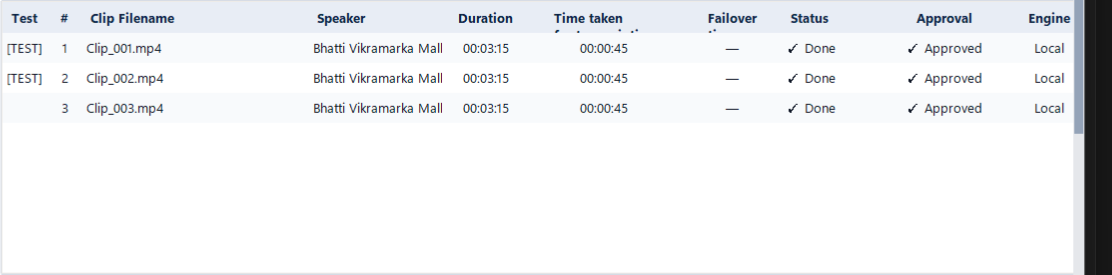 Test # Clip Filename Speaker Duration Time taken Failover Status Approval Engine
[TEST] 1 Clip_001.mp4 Bhatti Vikramarka Mall 00:03:15 00:00:45 — ✓ Done ✓ Approved Local
[TEST] 2 Clip_002.mp4 Bhatti Vikramarka Mall 00:03:15 00:00:45 — ✓ Done ✓ Approved Local
3 Clip_003.mp4 Bhatti Vikramarka Mall 00:03:15 00:00:45 — ✓ Done ✓ Approved Local